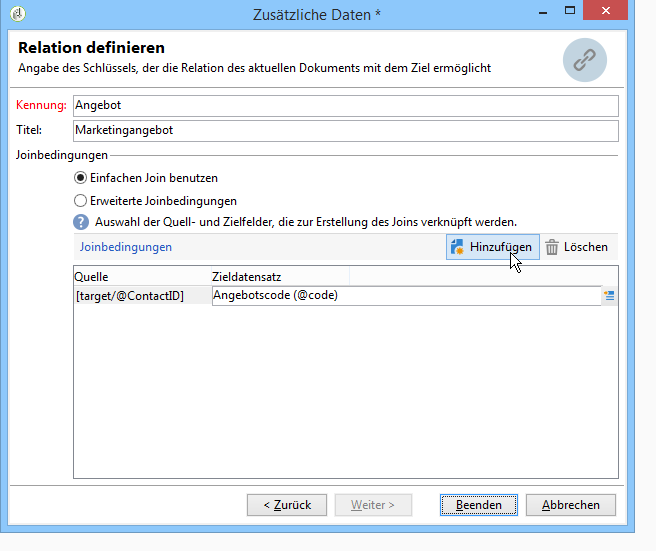 Zusätzliche Daten *
Relation definieren
Angabe des Schlüssels, der die Relation des aktuellen Dokuments mit dem Ziel ermöglicht
Kennung: Angebot
Titel: Marketingangebot
Joinbedingungen
Einfachen Join benutzen
Erweiterte Joinbedingungen
? Auswahl der Quell- und Zielfelder, die zur Erstellung des Joins verknüpft werden.
Joinbedingungen Hinzufügen Löschen
Quelle Zieldatensatz
[target/@ContactID] Angebotscode (@code)
< Zurück Weiter > Beenden Abbrechen